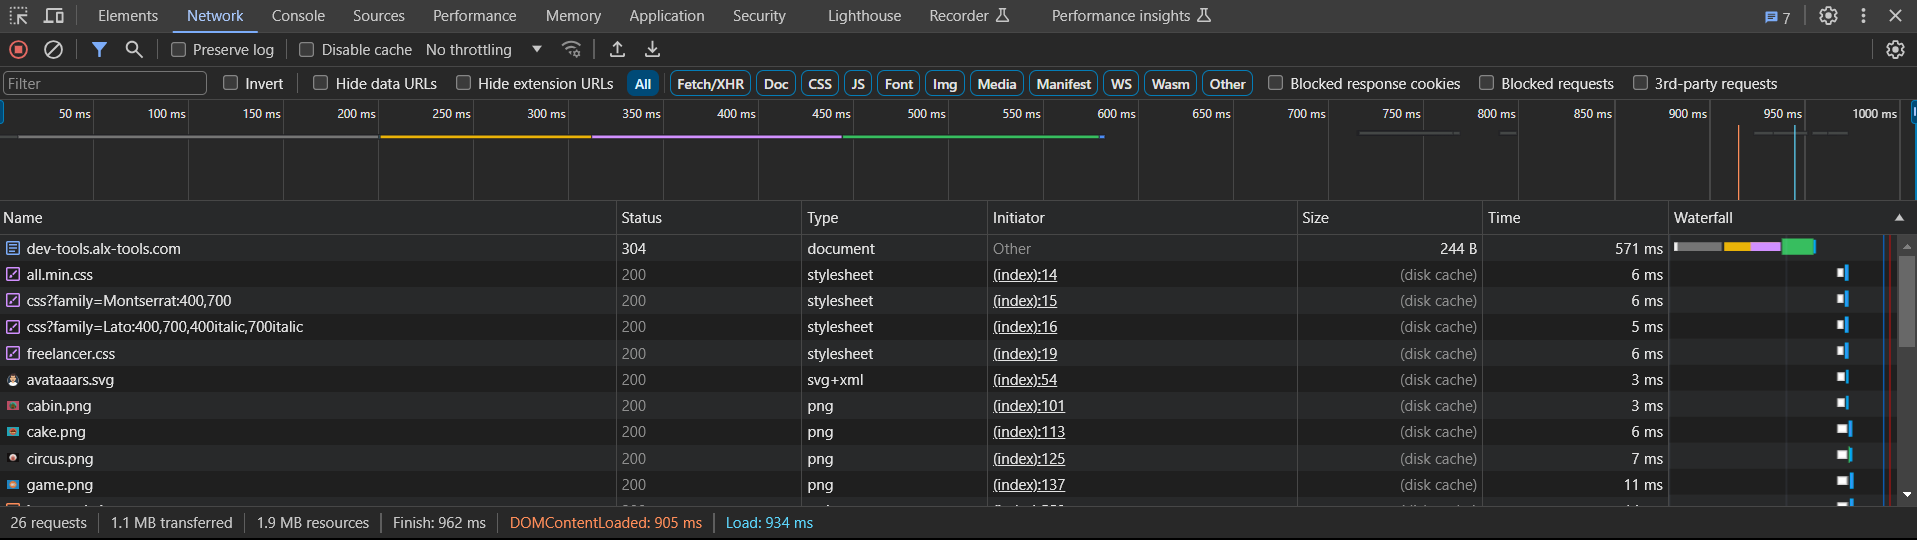 Elements Network Console Sources Performance Memory Application Security Lighthouse Recorder Performance insights 7
Preserve log Disable cache No throttling
Filter Invert Hide data URLs Hide extension URLs All Fetch/XHR Doc CSS JS Font Img Media Manifest WS Wasm Other Blocked response cookies Blocked requests 3rd-party requests
50 ms 100 ms 150 ms 200 ms 250 ms 300 ms 350 ms 400 ms 450 ms 500 ms 550 ms 600 ms 650 ms 700 ms 750 ms 800 ms 850 ms 900 ms 950 ms 1000 ms
Name Status Type Initiator Size Time Waterfall
dev-tools.alx-tools.com 304 document Other 244 B 571 ms
all.min.css 200 stylesheet (index):14 (disk cache) 6 ms
css?family=Montserrat:400,700 200 stylesheet (index):15 (disk cache) 6 ms
css?family=Lato:400,700,400italic,700italic 200 stylesheet (index):16 (disk cache) 5 ms
freelancer.css 200 stylesheet (index):19 (disk cache) 6 ms
avataaars.svg 200 svg+xml (index):54 (disk cache) 3 ms
cabin.png 200 png (index):101 (disk cache) 3 ms
cake.png 200 png (index):113 (disk cache) 6 ms
circus.png 200 png (index):125 (disk cache) 7 ms
game.png 200 png (index):137 (disk cache) 11 ms
26 requests 1.1 MB transferred 1.9 MB resources Finish: 962 ms DOMContentLoaded: 905 ms Load: 934 ms